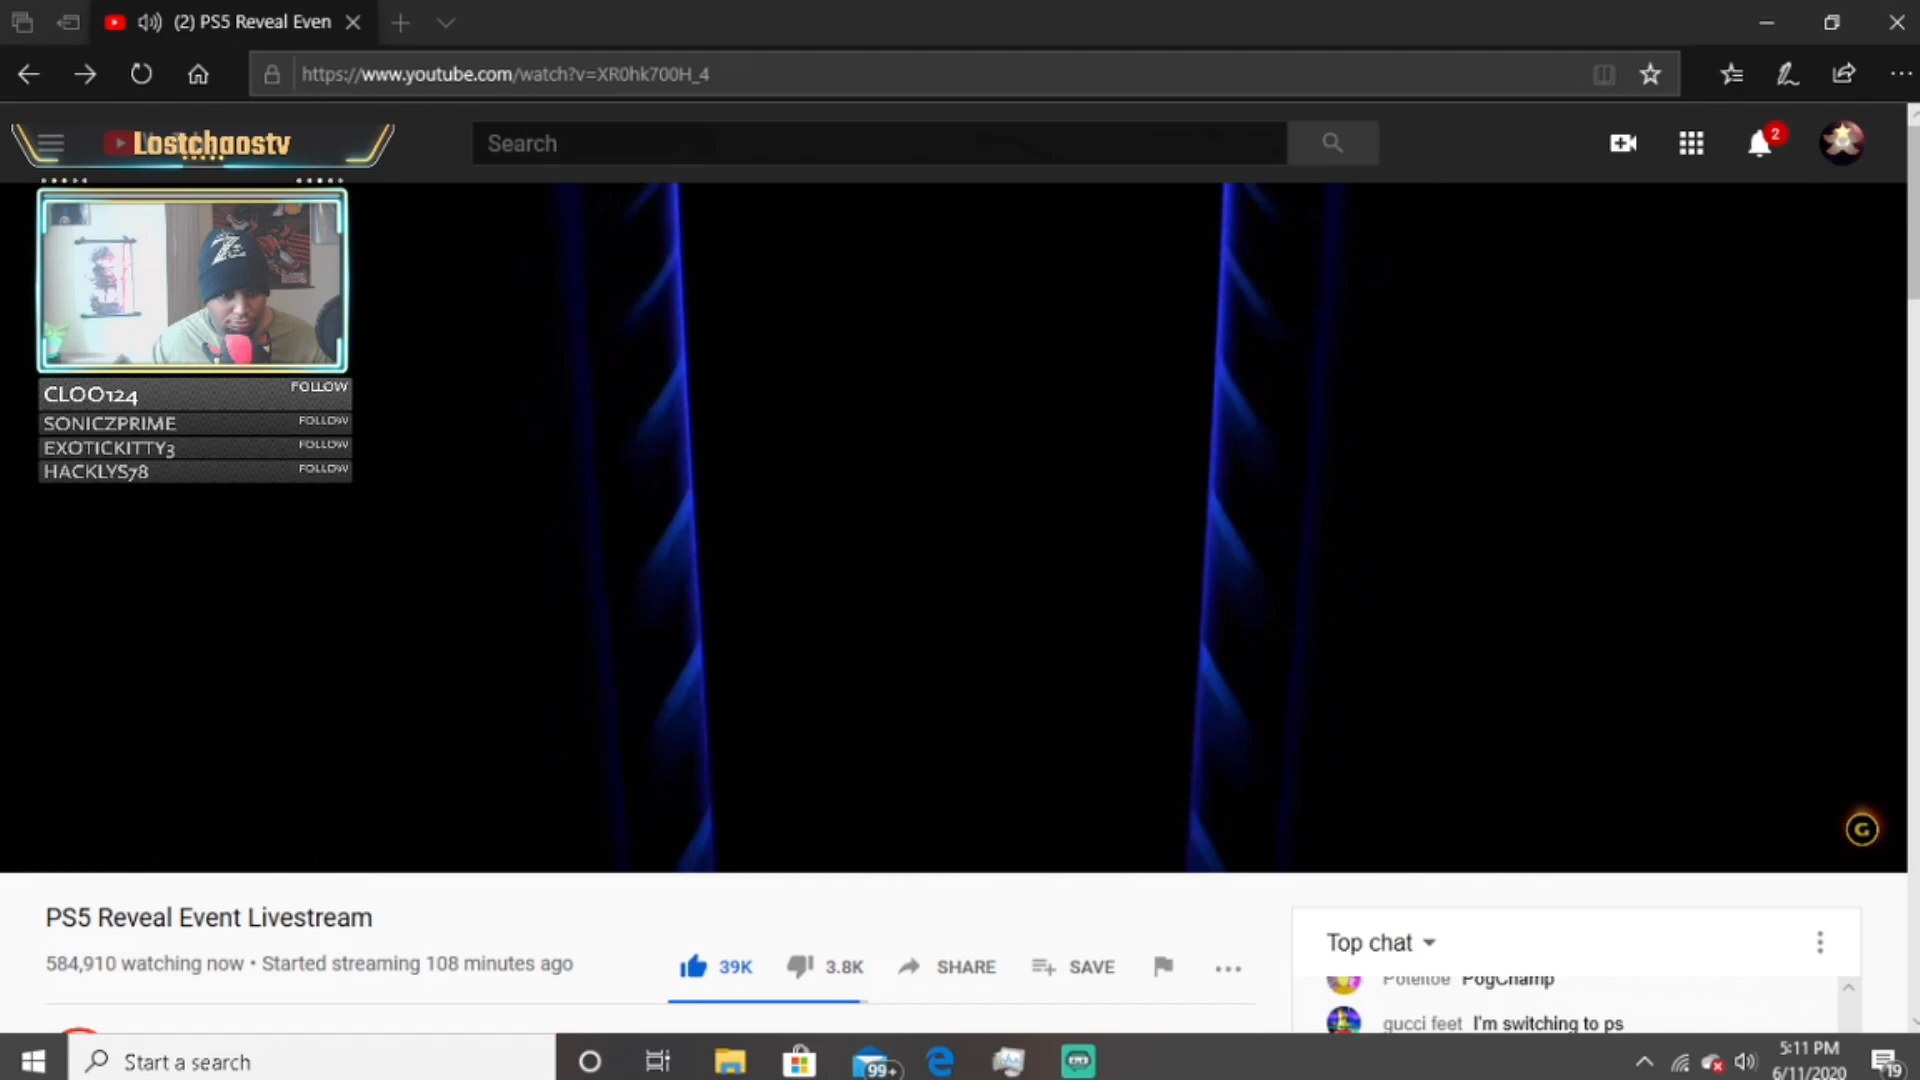 (2) PS5 Reveal Even
https://www.youtube.com/watch?v=XR0hk700H_4
Lostchaostv
Search
2
Z
CLOO124 FOLLOW
SONICZPRIME FOLLOW
EXOTICKITTY3 FOLLOW
HACKLYS78 FOLLOW
G
PS5 Reveal Event Livestream
584,910 watching now • Started streaming 108 minutes ago
39K 3.8K SHARE SAVE
Top chat
Potelloe PogChamp
gucci feet I'm switching to ps
Start a search
99+
5:11 PM
6/11/2020
19